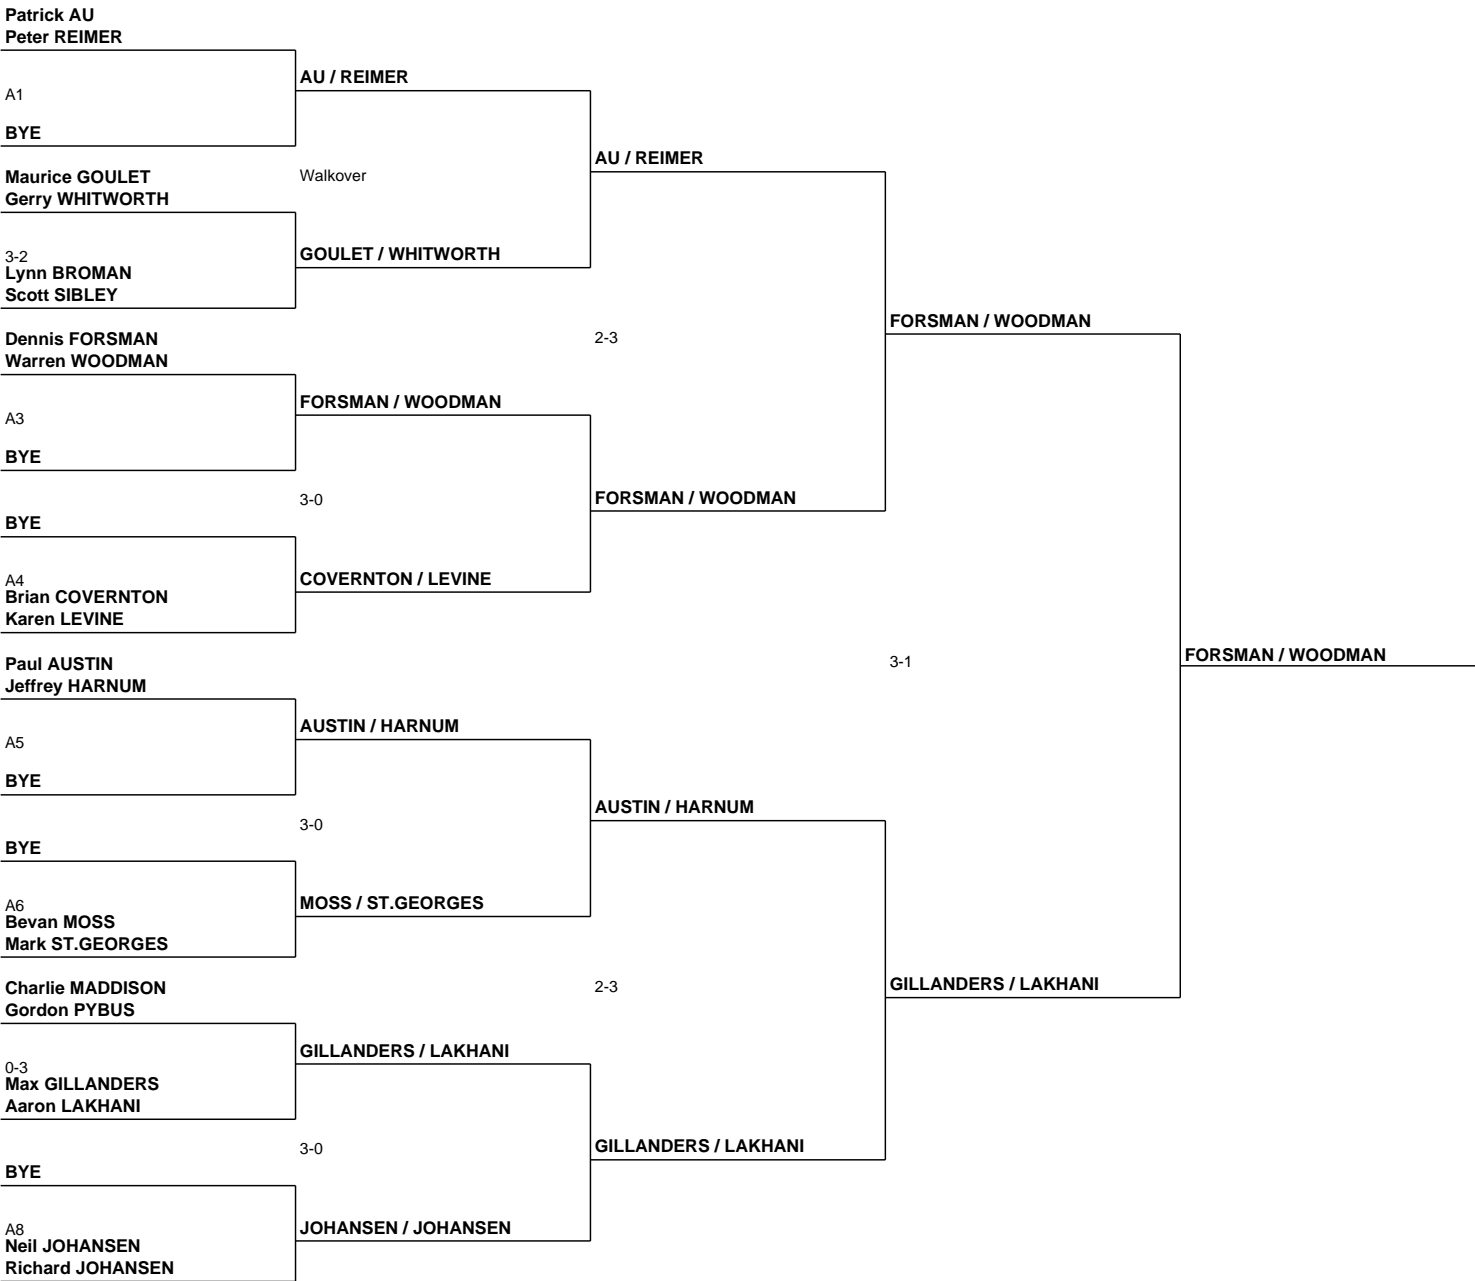 Patrick AU
Peter REIMER
AU / REIMER
A1
BYE
AU / REIMER
Maurice GOULET
Walkover
Gerry WHITWORTH
GOULET / WHITWORTH
3-2
Lynn BROMAN
Scott SIBLEY
FORSMAN / WOODMAN
Dennis FORSMAN
2-3
Warren WOODMAN
FORSMAN / WOODMAN
A3
BYE
3-0
FORSMAN / WOODMAN
BYE
A4
COVERNTON / LEVINE
Brian COVERNTON
Karen LEVINE
Paul AUSTIN
3-1
FORSMAN / WOODMAN
Jeffrey HARNUM
AUSTIN / HARNUM
A5
BYE
AUSTIN / HARNUM
3-0
BYE
A6
MOSS / ST.GEORGES
Bevan MOSS
Mark ST.GEORGES
Charlie MADDISON
2-3
GILLANDERS / LAKHANI
Gordon PYBUS
GILLANDERS / LAKHANI
0-3
Max GILLANDERS
Aaron LAKHANI
3-0
GILLANDERS / LAKHANI
BYE
A8
JOHANSEN / JOHANSEN
Neil JOHANSEN
Richard JOHANSEN